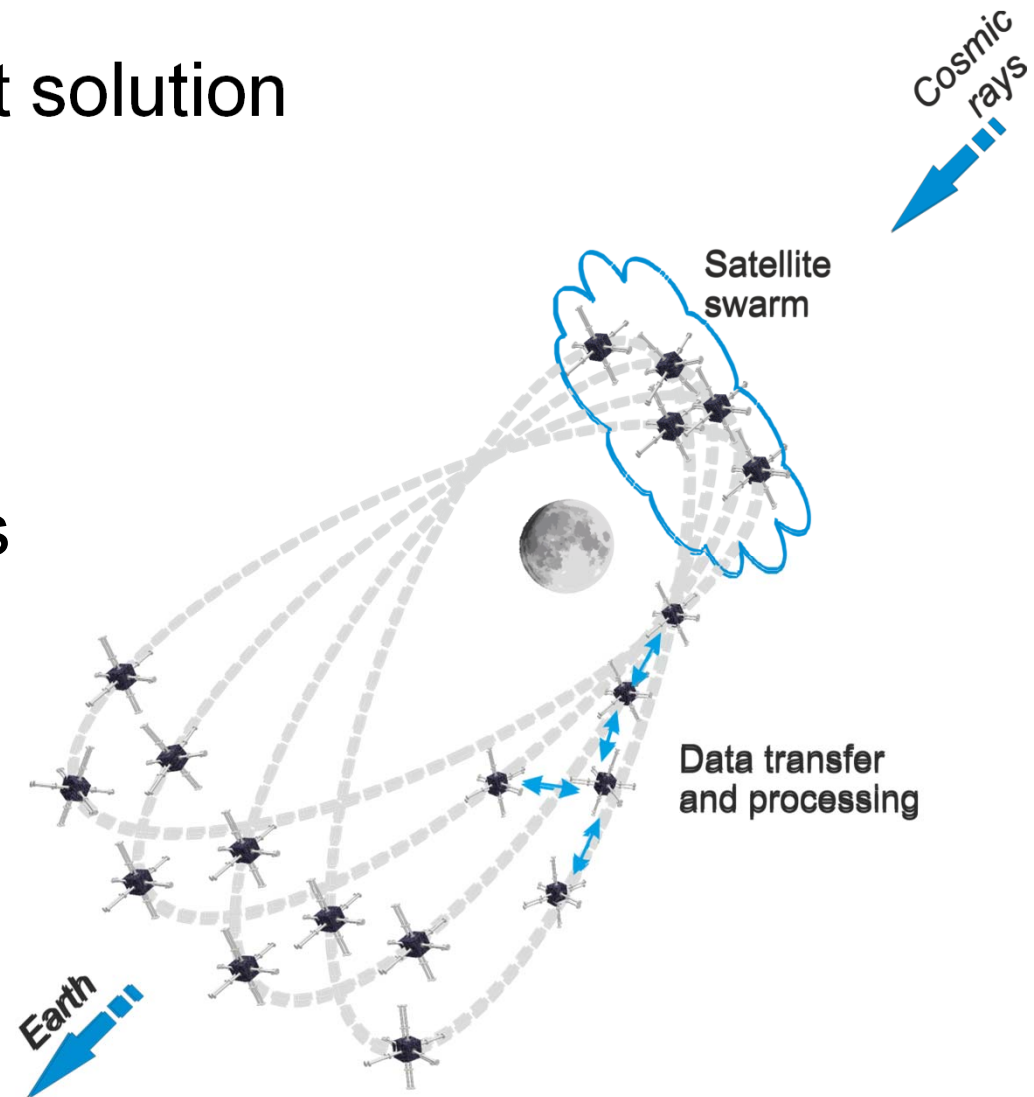 t solution
Cosmic
rays
Satellite
swarm
s
Data transfer
and processing
Earth